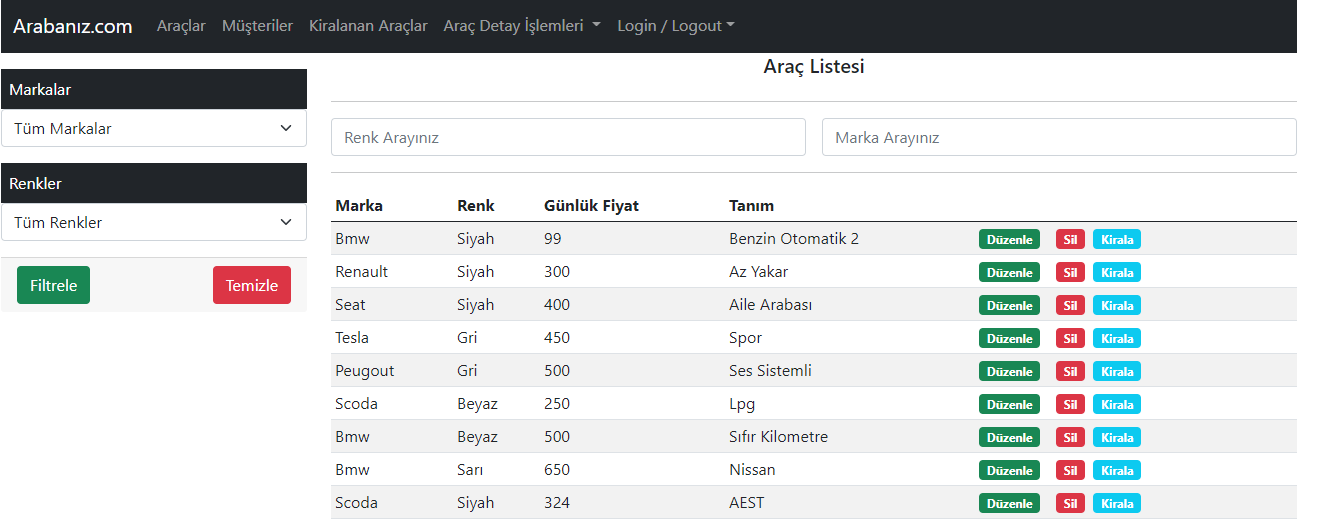 Arabanız.com Araçlar Müşteriler Kiralanan Araçlar Araç Detay İşlemleri Login / Logout
Markalar
Tüm Markalar
Renkler
Tüm Renkler
Filtrele Temizle
Araç Listesi
Renk Arayınız Marka Arayınız
Marka Renk Günlük Fiyat Tanım
Bmw Siyah 99 Benzin Otomatik 2 Düzenle Sil Kirala
Renault Siyah 300 Az Yakar Düzenle Sil Kirala
Seat Siyah 400 Aile Arabası Düzenle Sil Kirala
Tesla Gri 450 Spor Düzenle Sil Kirala
Peugout Gri 500 Ses Sistemli Düzenle Sil Kirala
Scoda Beyaz 250 Lpg Düzenle Sil Kirala
Bmw Beyaz 500 Sıfır Kilometre Düzenle Sil Kirala
Bmw Sarı 650 Nissan Düzenle Sil Kirala
Scoda Siyah 324 AEST Düzenle Sil Kirala